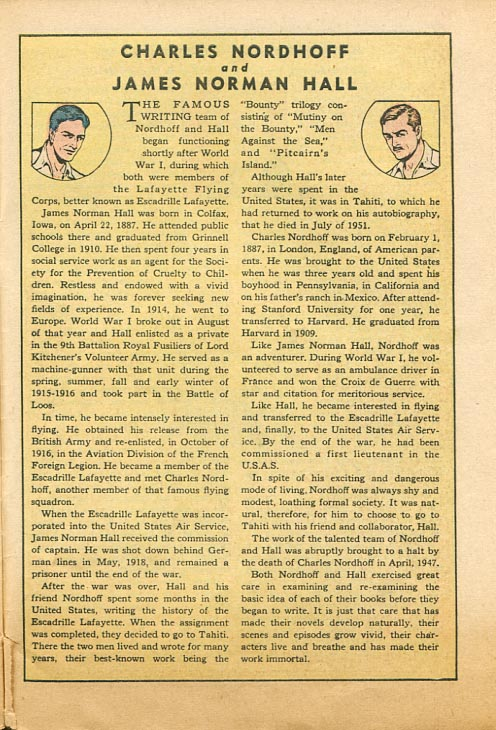 CHARLES NORDHOFF
and
JAMES NORMAN HALL
THE FAMOUS
WRITING team of
Nordhoff and Hall
began functioning
shortly after World
War I, during which
both were members of
the Lafayette Flying
Corps, better known as Escadrille Lafayette.
James Norman Hall was born in Colfax,
Iowa, on April 22, 1887. He attended public
schools there and graduated from Grinnell
College in 1910. He then spent four years in
social service work as an agent for the Soci-
ety for the Prevention of Cruelty to Chil-
dren. Restless and endowed with a vivid
imagination, he was forever seeking new
fields of experience. In 1914, he went to
Europe. World War I broke out in August
of that year and Hall enlisted as a private
in the 9th Battalion Royal Fusiliers of Lord
Kitchener's Volunteer Army. He served as a
machine-gunner with that unit during the
spring, summer, fall and early winter of
1915-1916 and took part in the Battle of
Loos.
In time, he became intensely interested in
flying. He obtained his release from the
British Army and re-enlisted, in October of
1916, in the Aviation Division of the French
Foreign Legion. He became a member of the
Escadrille Lafayette and met Charles Nord-
hoff, another member of that famous flying
squadron.
When the Escadrille Lafayette was incor-
porated into the United States Air Service,
James Norman Hall received the commission
of captain. He was shot down behind Ger-
man lines in May, 1918, and remained a
prisoner until the end of the war.
After the war was over, Hall and his
friend Nordhoff spent some months in the
United States, writing the history of the
Escadrille Lafayette. When the assignment
was completed, they decided to go to Tahiti.
There the two men lived and wrote for many
years, their best-known work being the
"Bounty" trilogy con-
sisting of "Mutiny on
the Bounty," "Men
Against the Sea,"
and "Pitcairn's
Island."
Although Hall's later
years were spent in the
United States, it was in Tahiti, to which he
had returned to work on his autobiography,
that he died in July of 1951.
Charles Nordhoff was born on February 1,
1887, in London, England, of American par-
ents. He was brought to the United States
when he was three years old and spent his
boyhood in Pennsylvania, in California and
on his father's ranch in Mexico. After attend-
ing Stanford University for one year, he
transferred to Harvard. He graduated from
Harvard in 1909.
Like James Norman Hall, Nordhoff was
an adventurer. During World War I, he vol-
unteered to serve as an ambulance driver in
France and won the Croix de Guerre with
star and citation for meritorious service.
Like Hall, he became interested in flying
and transferred to the Escadrille Lafayette
and, finally, to the United States Air Serv-
ice. By the end of the war, he had been
commissioned a first lieutenant in the
U.S.A.S.
In spite of his exciting and dangerous
mode of living, Nordhoff was always shy and
modest, loathing formal society. It was nat-
ural, therefore, for him to choose to go to
Tahiti with his friend and collaborator, Hall.
The work of the talented team of Nordhoff
and Hall was abruptly brought to a halt by
the death of Charles Nordhoff in April, 1947.
Both Nordhoff and Hall exercised great
care in examining and re-examining the
basic idea of each of their books before they
began to write. It is just that care that has
made their novels develop naturally, their
scenes and episodes grow vivid, their char-
acters live and breathe and has made their
work immortal.